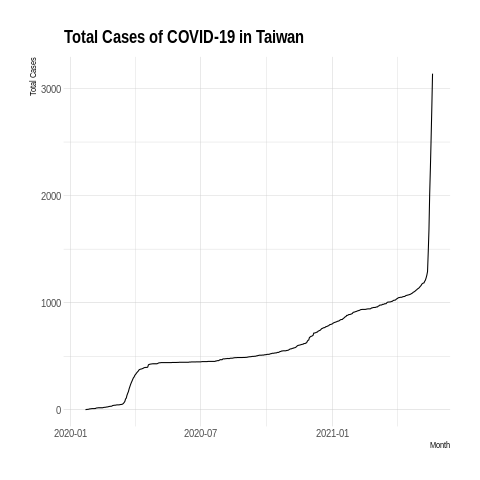 Total Cases of COVID-19 in Taiwan
Total Cases
3000
2000
1000
0
2020-01
2020-07
2021-01
Month